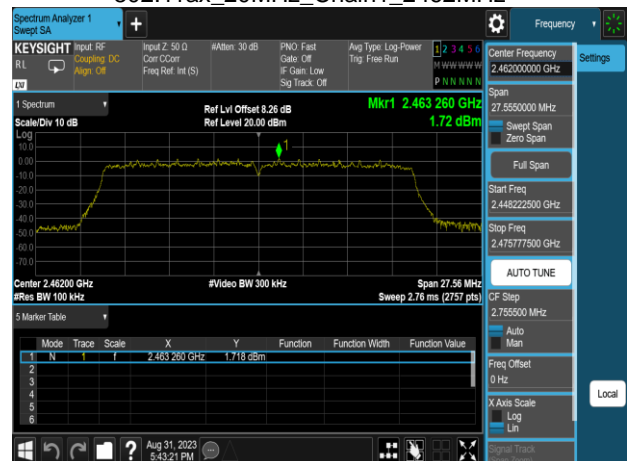 Spectrum Analyzer 1
Swept SA
Frequency
KEYSIGHT
RL
LXI
Input: RF
Coupling: DC
Align: Off
Input Z: 50 Ω
Corr CCorr
Freq Ref: Int (S)
#Atten: 30 dB
PNO: Fast
Gate: Off
IF Gain: Low
Sig Track: Off
Avg Type: Log-Power
Trig: Free Run
1 2 3 4 5 6
M W W W W W
P N N N N N
Center Frequency
2.462000000 GHz
Settings
Span
27.5550000 MHz
Swept Span
Zero Span
Full Span
Start Freq
2.448222500 GHz
Stop Freq
2.475777500 GHz
AUTO TUNE
CF Step
2.755500 MHz
Auto
Man
Freq Offset
0 Hz
X Axis Scale
Log
Lin
Signal Track
Local
1 Spectrum
Scale/Div 10 dB
Ref Lvl Offset 8.26 dB
Ref Level 20.00 dBm
Mkr1 2.463 260 GHz
1.72 dBm
Log
10.0
0.00
-10.0
-20.0
-30.0
-40.0
-50.0
-60.0
-70.0
1
Center 2.46200 GHz
#Res BW 100 kHz
#Video BW 300 kHz
Span 27.56 MHz
Sweep 2.76 ms (2757 pts)
5 Marker Table
Mode Trace Scale X Y Function Function Width Function Value
1 N 1 f 2.463 260 GHz 1.718 dBm
2
3
4
5
6
Aug 31, 2023
5:43:21 PM